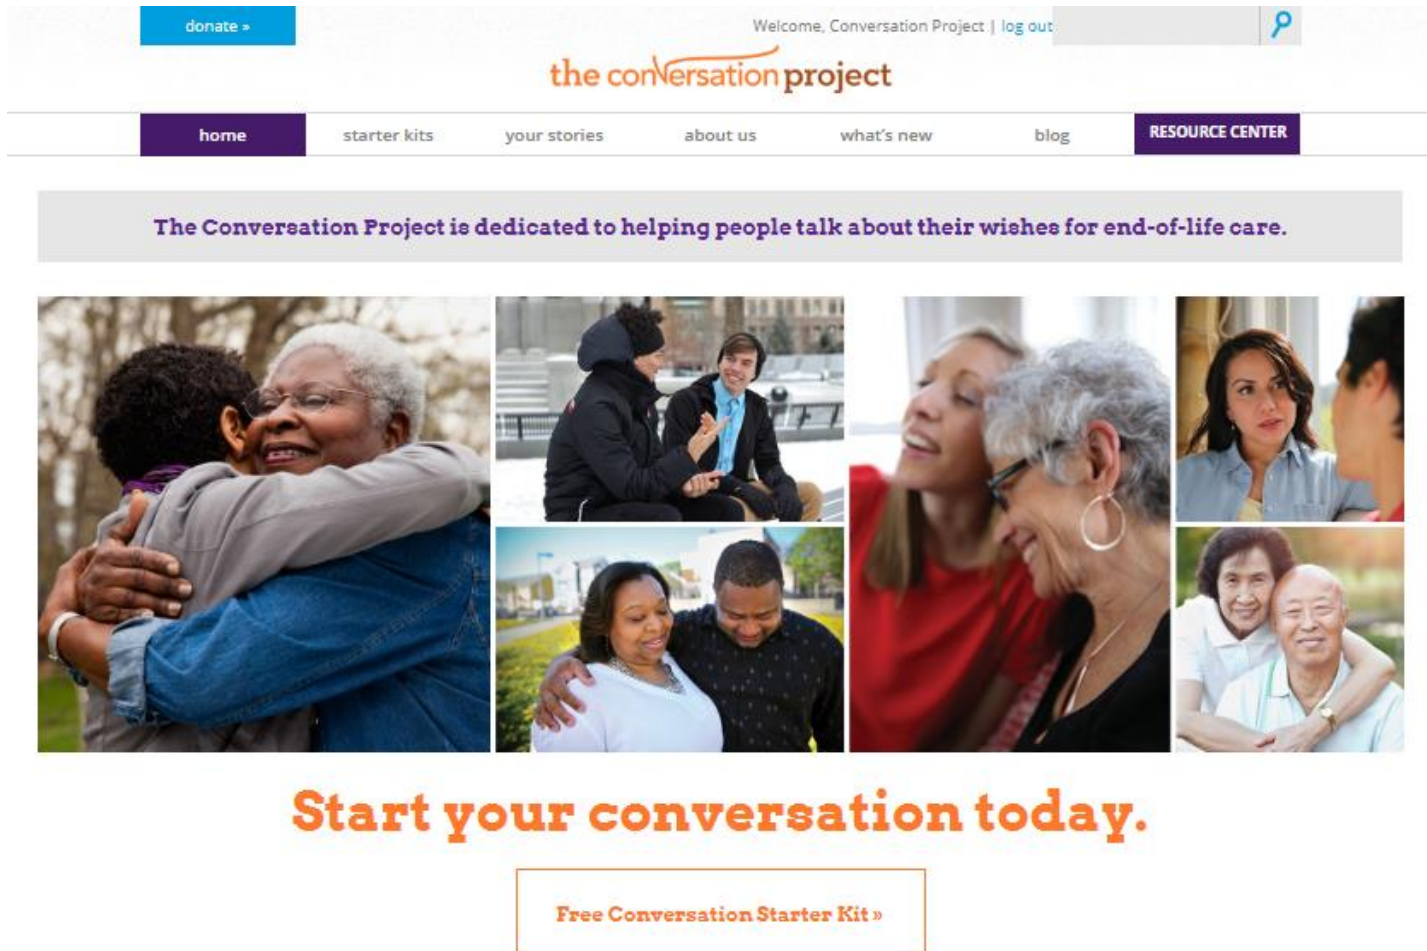 donate »
Welcome, Conversation Project | log out
the conversation project
home
starter kits
your stories
about us
what's new
blog
RESOURCE CENTER
The Conversation Project is dedicated to helping people talk about their wishes for end-of-life care.
Start your conversation today.
Free Conversation Starter Kit »